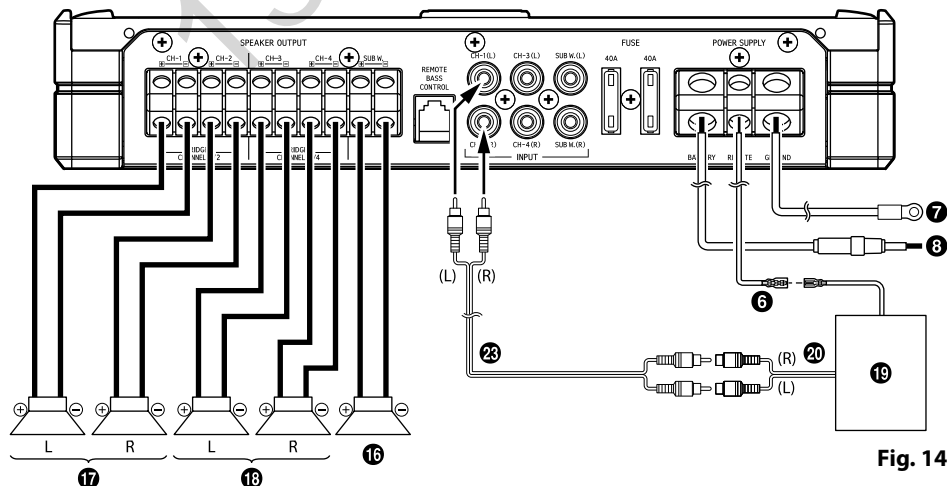 SPEAKER OUTPUT
FUSE
POWER SUPPLY
CH-1 CH-2 CH-3 CH-4 SUB W.
REMOTE
BASS
CONTROL
CH-1(L) CH-3(L) SUB W.(L)
40A 40A
CH-4(R) SUB W.(R)
INPUT
(L) (R)
7
8
6
23
(R)
(L)
20
19
+ − + − + − + − + −
L R L R
17 18 16
Fig. 14